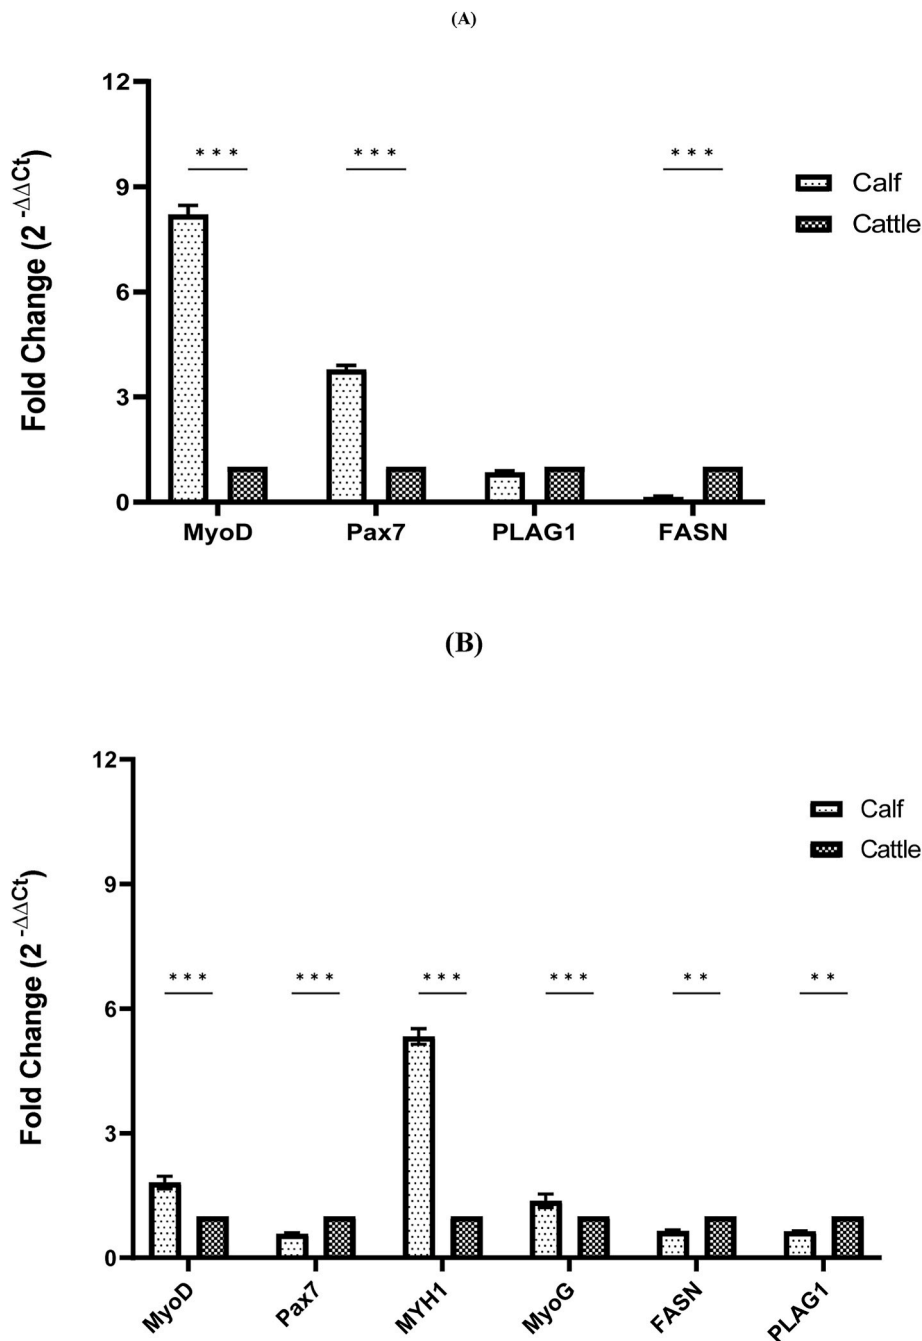 (A)
Fold Change (2 -ΔΔCt)
12
9
6
3
0
***
***
***
Calf
Cattle
MyoD Pax7 PLAG1 FASN
(B)
Fold Change (2 -ΔΔCt)
12
9
6
3
0
*** *** *** *** ** **
Calf
Cattle
MyoD Pax7 MYH1 MyoG FASN PLAG1